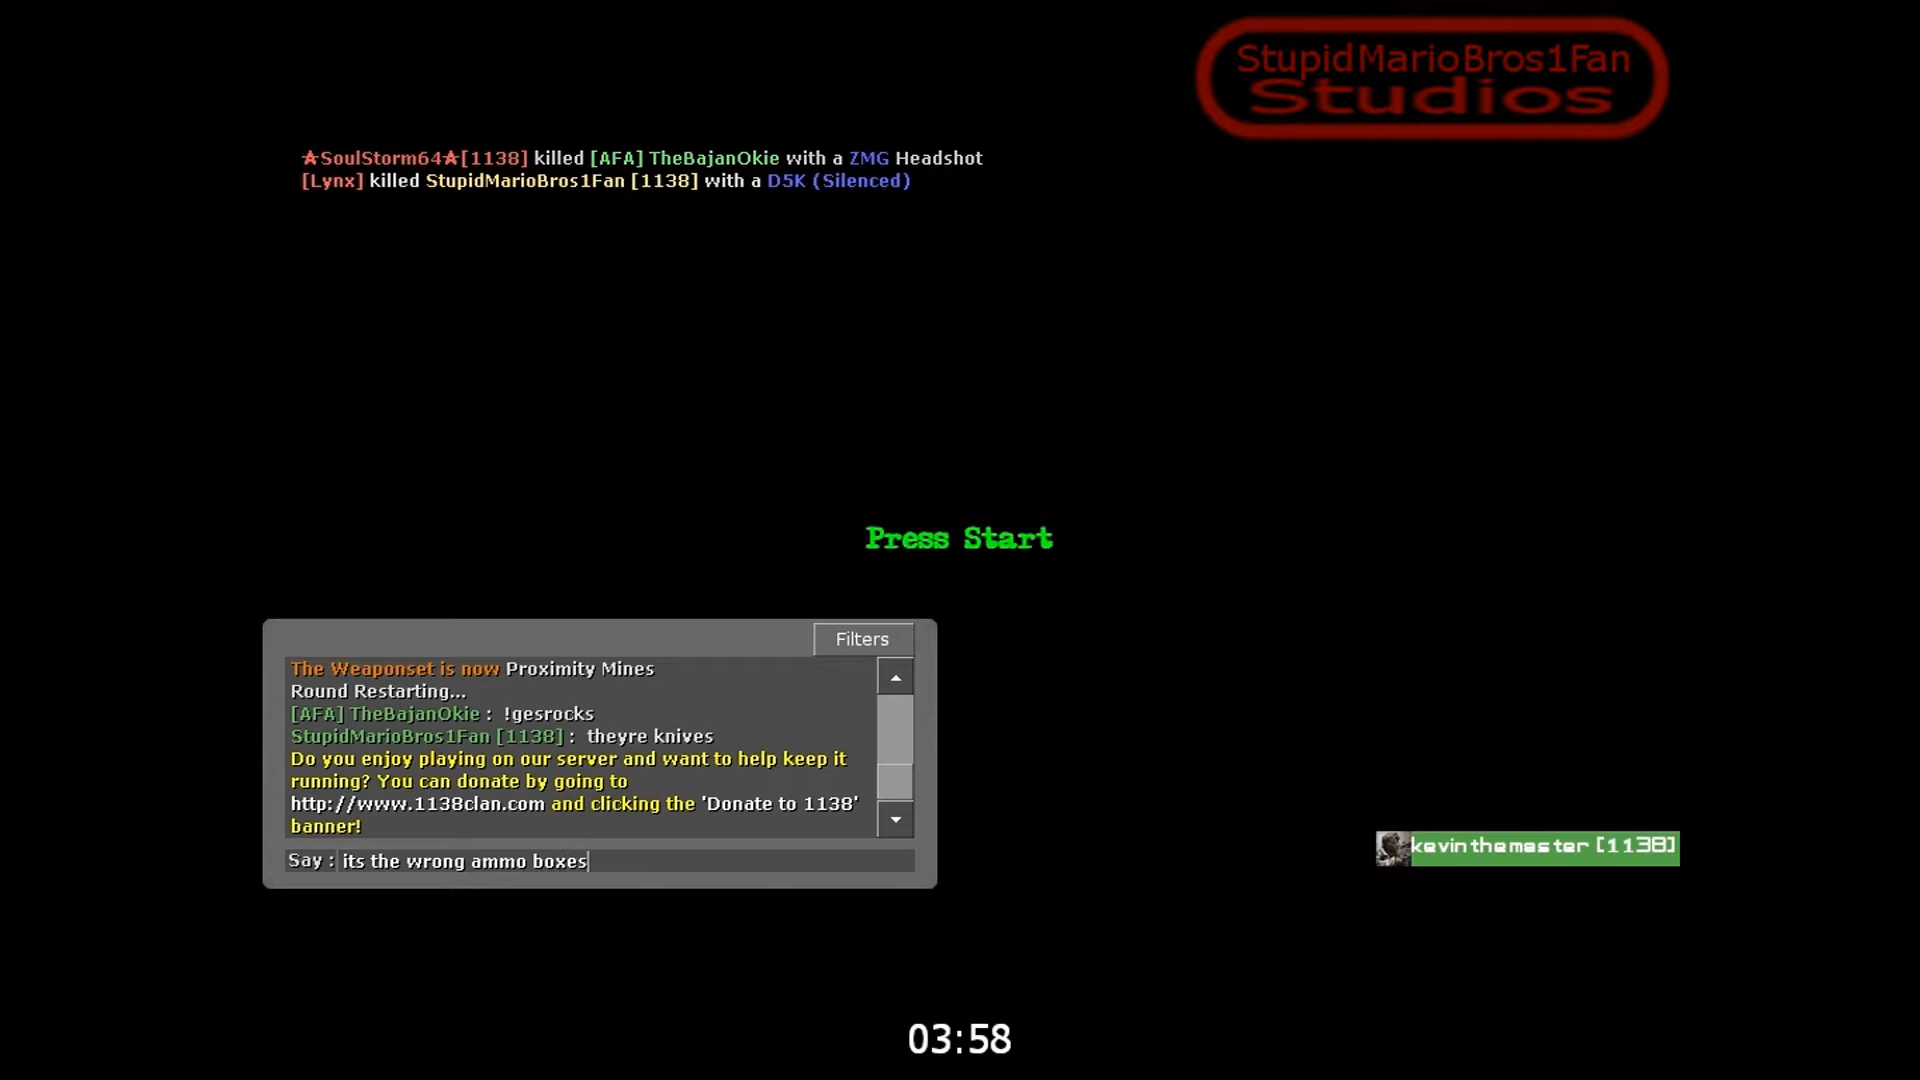 StupidMarioBros1Fan
Studios
★SoulStorm64★[1138] killed [AFA] TheBajanOkie with a ZMG Headshot
[Lynx] killed StupidMarioBros1Fan [1138] with a D5K (Silenced)
Press Start
Filters
The Weaponset is now Proximity Mines
Round Restarting...
[AFA] TheBajanOkie : !gesrocks
StupidMarioBros1Fan [1138] : theyre knives
Do you enjoy playing on our server and want to help keep it
running? You can donate by going to
http://www.1138clan.com and clicking the 'Donate to 1138'
banner!
Say : its the wrong ammo boxes
kevinthemaster [1138]
03:58